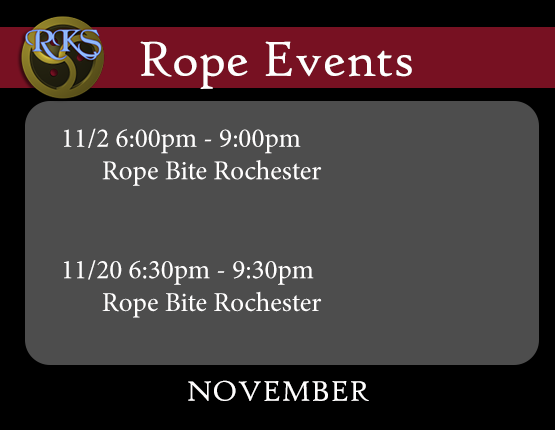 RKS
Rope Events
11/2 6:00pm - 9:00pm
Rope Bite Rochester
11/20 6:30pm - 9:30pm
Rope Bite Rochester
NOVEMBER